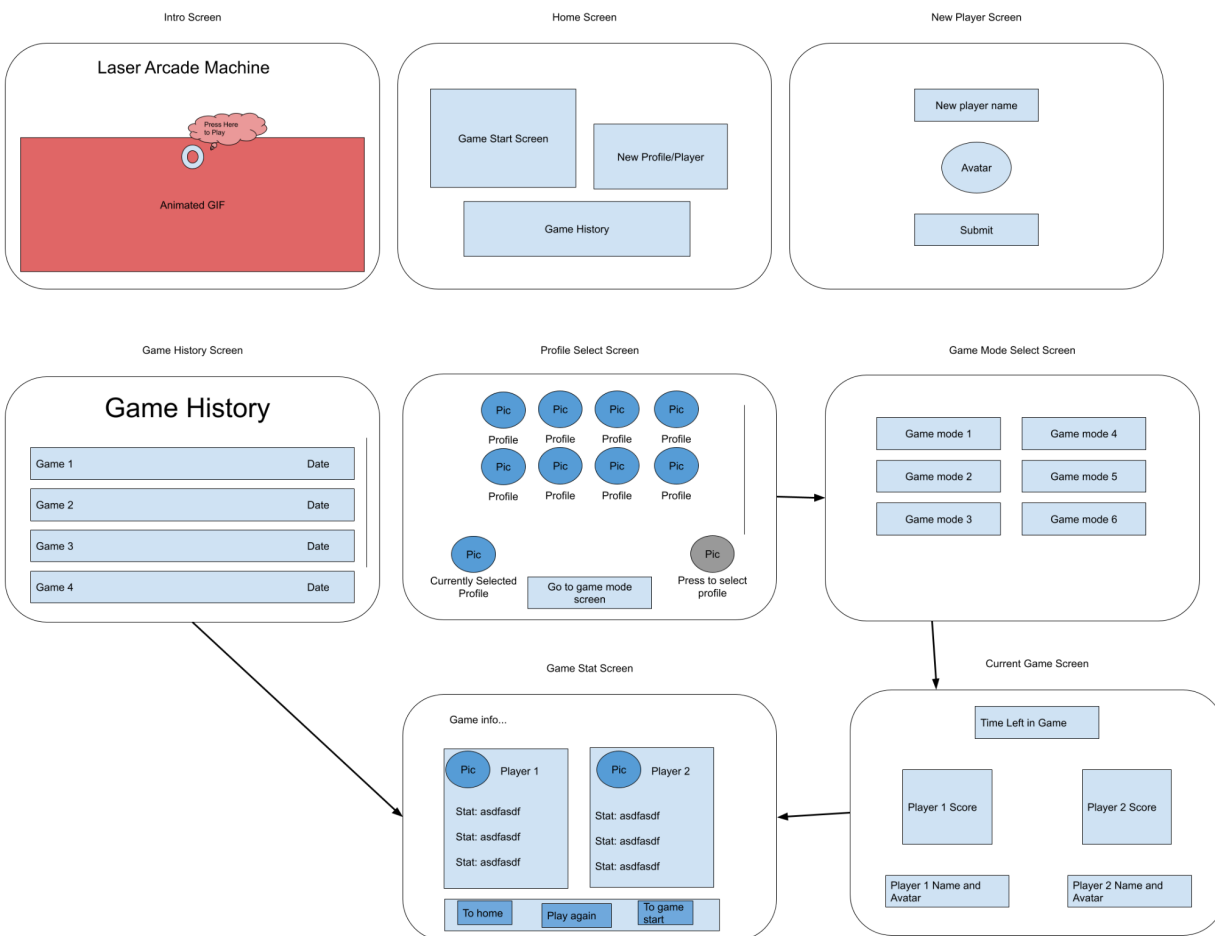 Intro Screen
Laser Arcade Machine
Press Here
to Play
Animated GIF
Home Screen
Game Start Screen
New Profile/Player
Game History
New Player Screen
New player name
Avatar
Submit
Game History Screen
Game History
Game 1 Date
Game 2 Date
Game 3 Date
Game 4 Date
Profile Select Screen
Pic Pic Pic Pic
Profile Profile Profile Profile
Pic Pic Pic Pic
Profile Profile Profile Profile
Pic
Currently Selected
Profile
Go to game mode
screen
Pic
Press to select
profile
Game Mode Select Screen
Game mode 1 Game mode 4
Game mode 2 Game mode 5
Game mode 3 Game mode 6
Game Stat Screen
Game info...
Pic Player 1
Stat: asdfasdf
Stat: asdfasdf
Stat: asdfasdf
Pic Player 2
Stat: asdfasdf
Stat: asdfasdf
Stat: asdfasdf
To home
Play again
To game
start
Current Game Screen
Time Left in Game
Player 1 Score
Player 2 Score
Player 1 Name and
Avatar
Player 2 Name and
Avatar